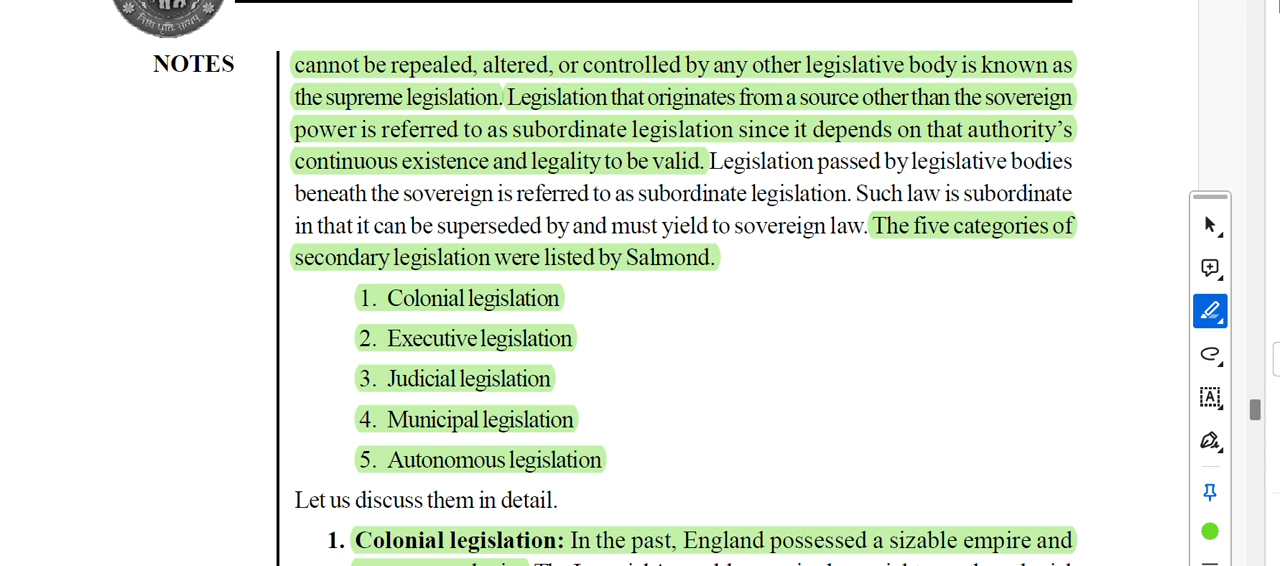 विद्या धृति सत्यम्
NOTES
cannot be repealed, altered, or controlled by any other legislative body is known as
the supreme legislation. Legislation that originates from a source other than the sovereign
power is referred to as subordinate legislation since it depends on that authority’s
continuous existence and legality to be valid. Legislation passed by legislative bodies
beneath the sovereign is referred to as subordinate legislation. Such law is subordinate
in that it can be superseded by and must yield to sovereign law. The five categories of
secondary legislation were listed by Salmond.
1. Colonial legislation
2. Executive legislation
3. Judicial legislation
4. Municipal legislation
5. Autonomous legislation
Let us discuss them in detail.
1. Colonial legislation: In the past, England possessed a sizable empire and